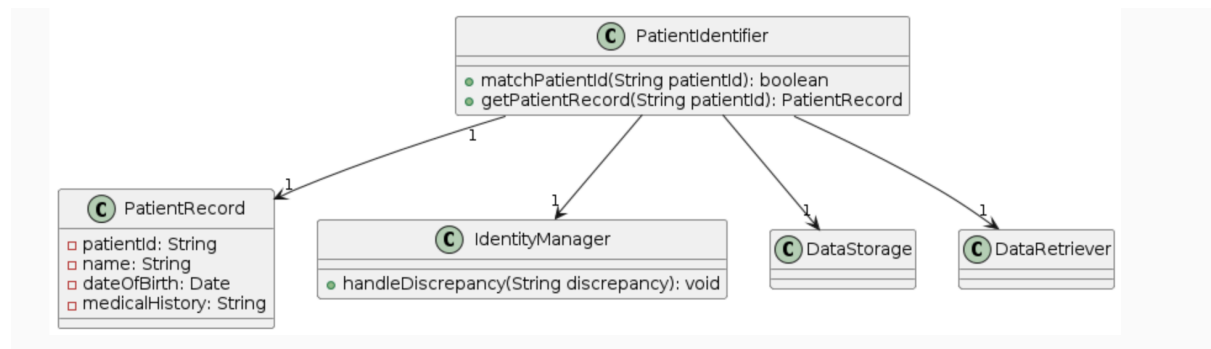 C PatientIdentifier
matchPatientId(String patientId): boolean
getPatientRecord(String patientId): PatientRecord
1
1
1
1
1
C PatientRecord
patientId: String
name: String
dateOfBirth: Date
medicalHistory: String
C IdentityManager
handleDiscrepancy(String discrepancy): void
C DataStorage
C DataRetriever